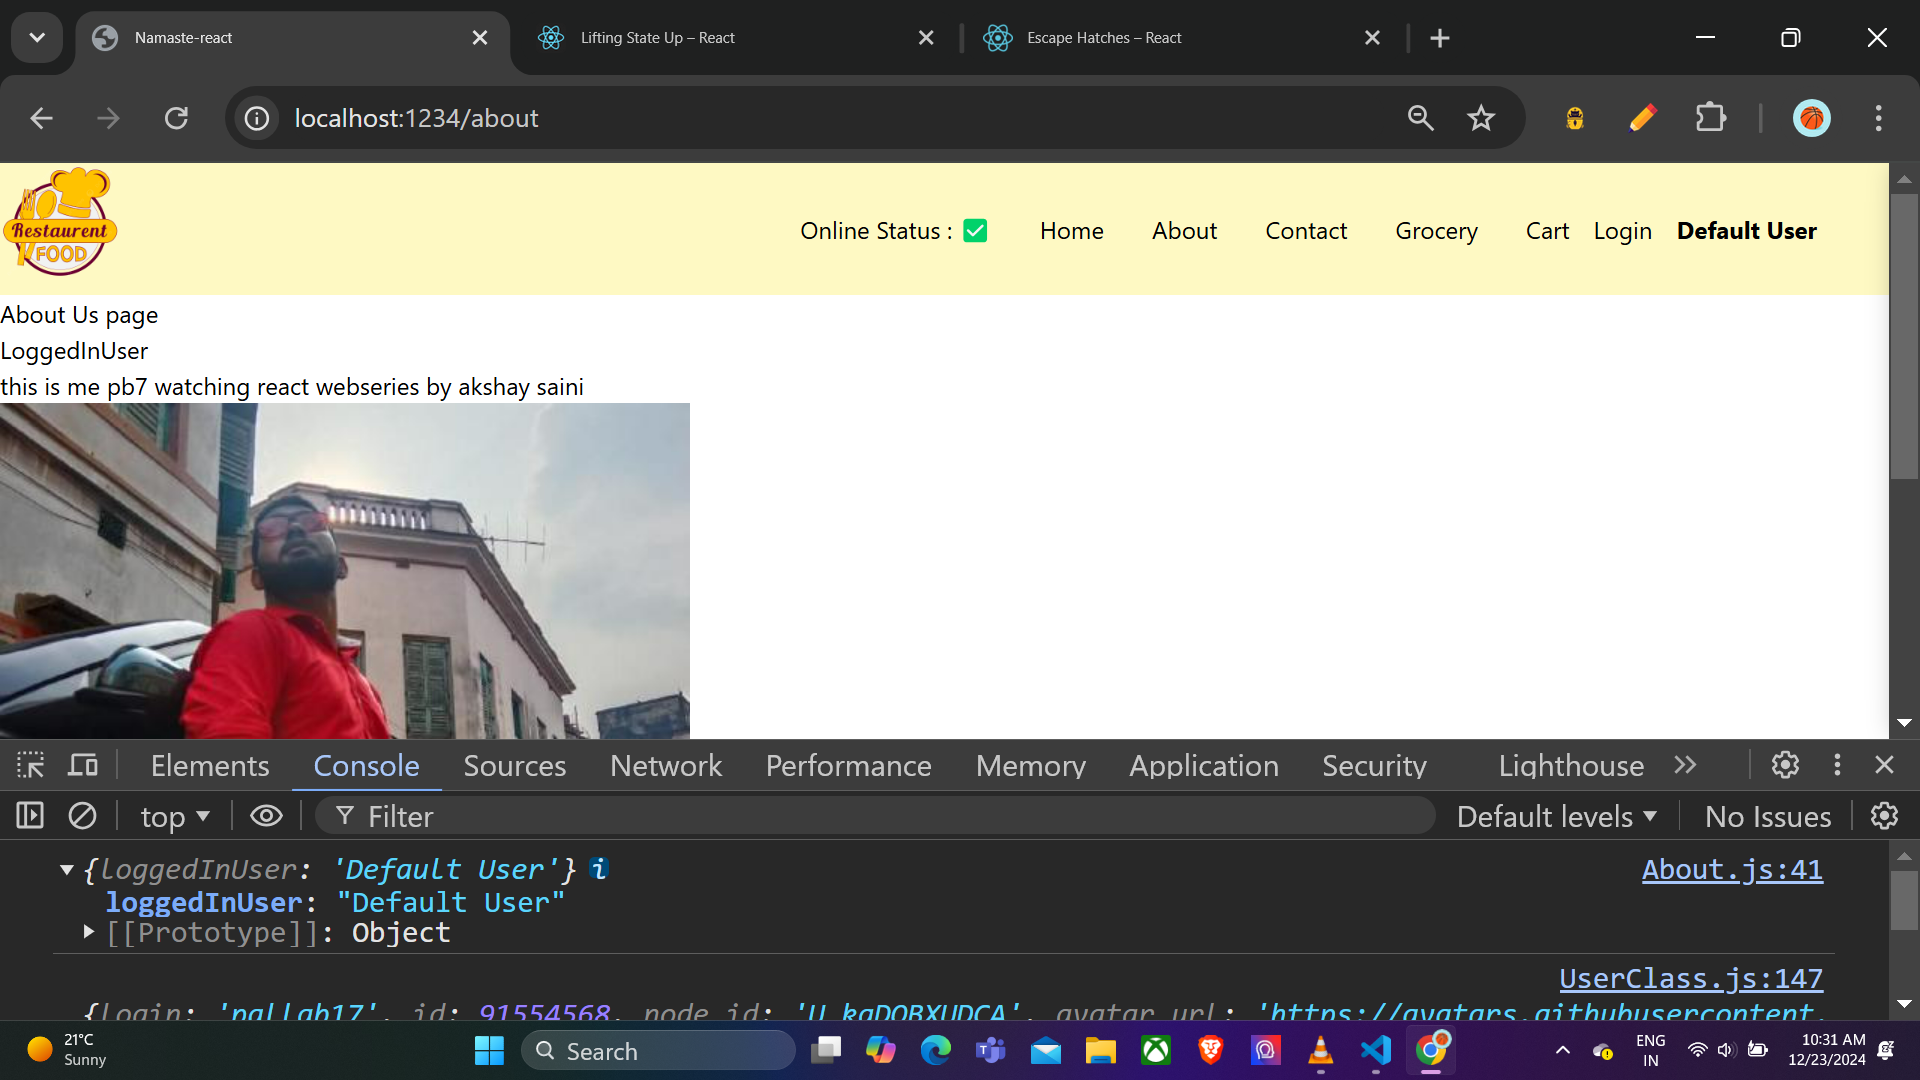 Namaste-react
Lifting State Up – React
Escape Hatches – React
localhost:1234/about
Restaurent
FOOD
Online Status : ✅ Home About Contact Grocery Cart Login Default User
About Us page
LoggedInUser
this is me pb7 watching react webseries by akshay saini
Elements Console Sources Network Performance Memory Application Security Lighthouse
top Filter Default levels No Issues
{loggedInUser: 'Default User'} i About.js:41
loggedInUser: "Default User"
[[Prototype]]: Object
UserClass.js:147
{login: 'pallab17', id: 91554568, node_id: 'U_kgDOBXUDCA', avatar_url: 'https://avatars.githubusercontent.
21°C
Sunny
Search
ENG
IN
10:31 AM
12/23/2024